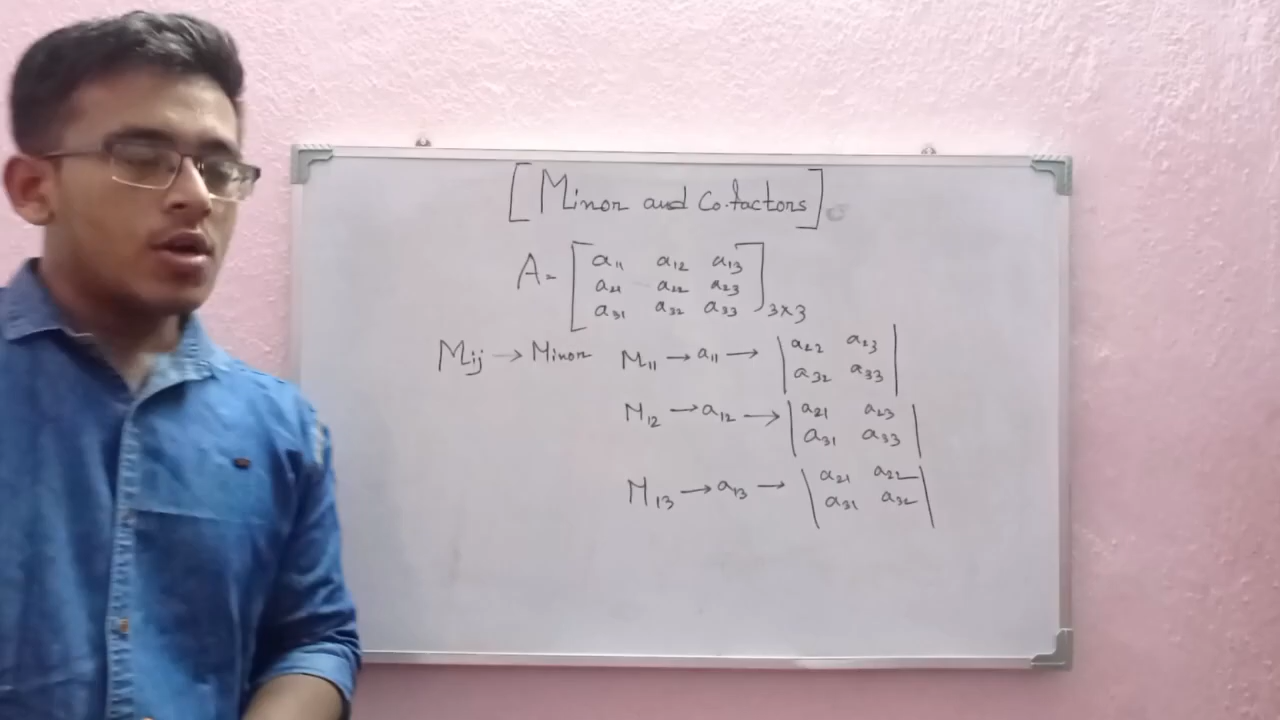 [Minor and Co-factors]
A = [a₁₁ a₁₂ a₁₃
a₂₁ a₂₂ a₂₃
a₃₁ a₃₂ a₃₃]₃ₓ₃
Mij → Minor M₁₁ → a₁₁ → |a₂₂ a₂₃
a₃₂ a₃₃|
M₁₂ → a₁₂ → |a₂₁ a₂₃
a₃₁ a₃₃|
M₁₃ → a₁₃ → |a₂₁ a₂₂
a₃₁ a₃₂|